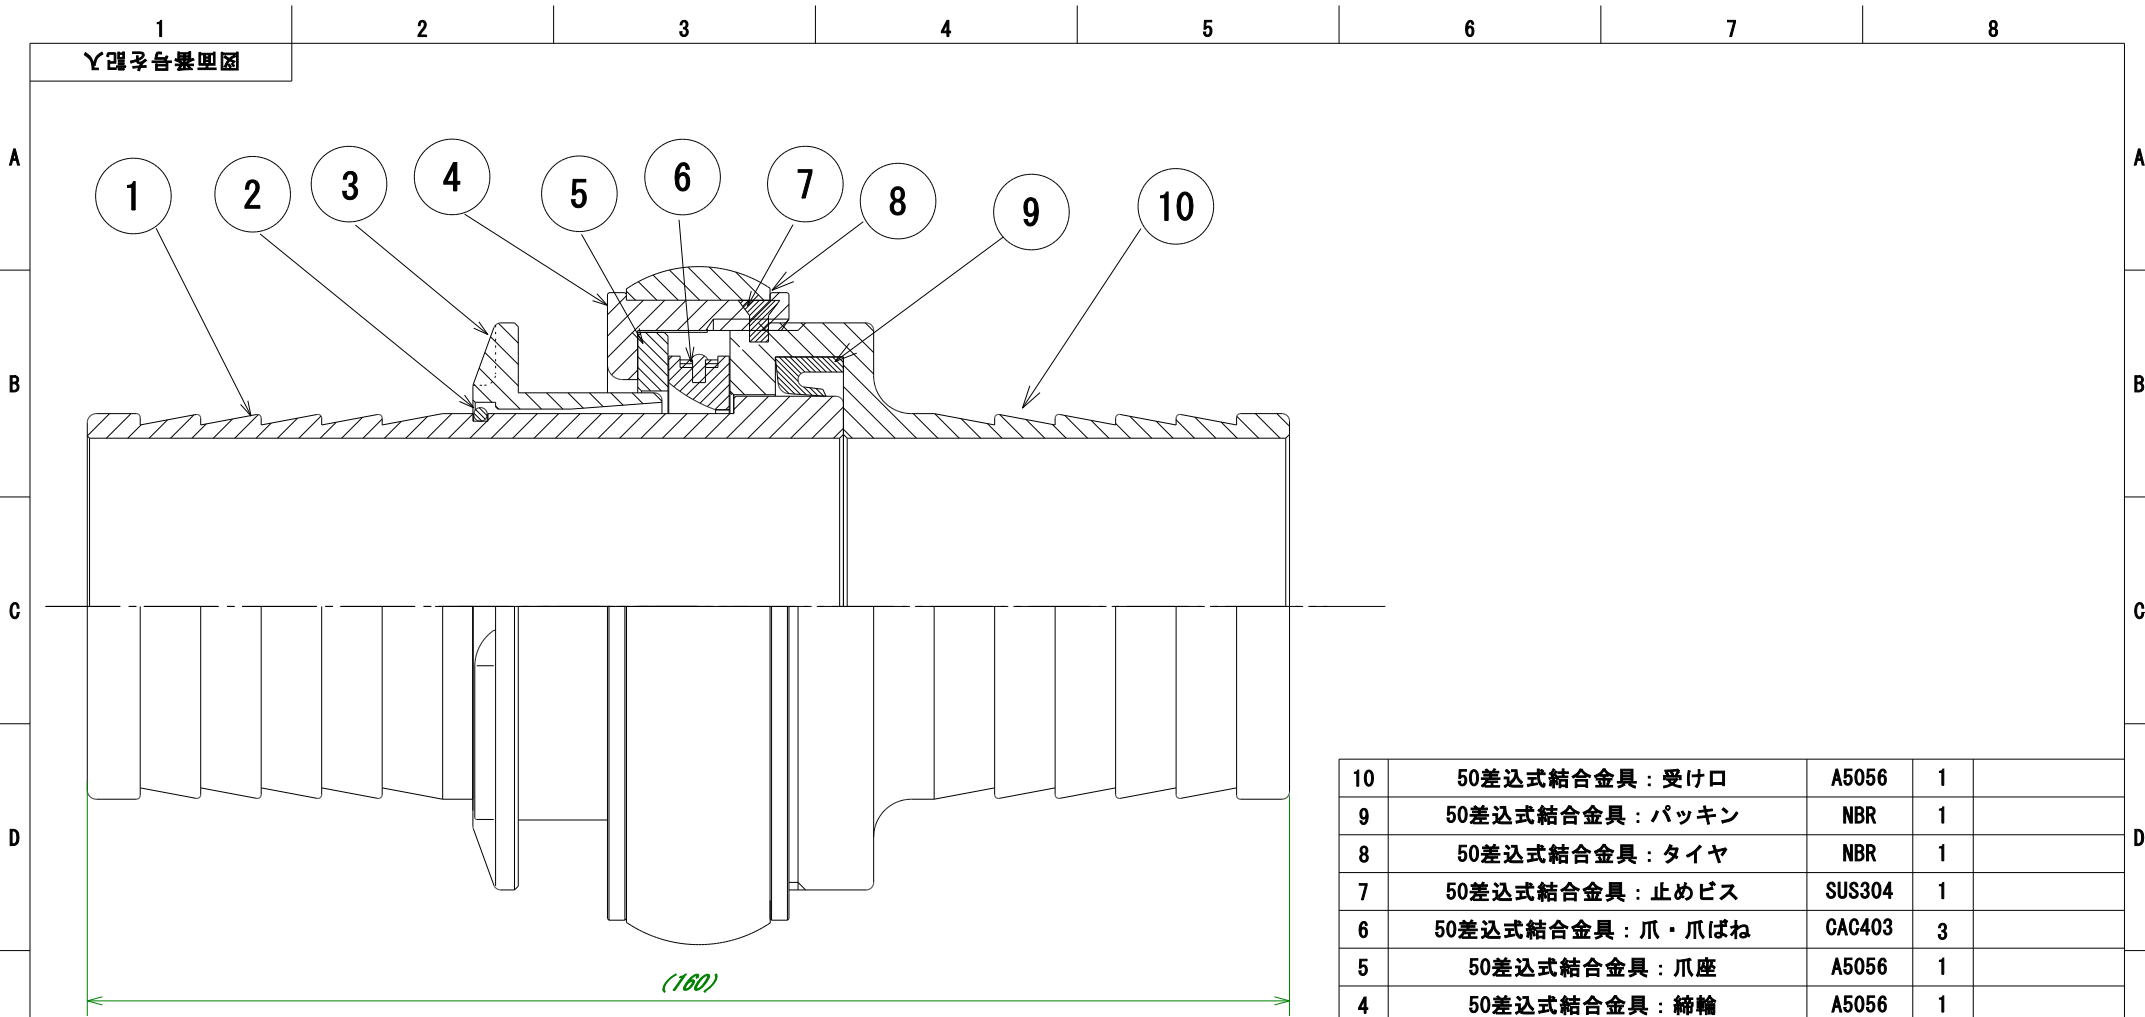 1 2 3 4 5 6 7 8
図面番号を記入
A A
1 2 3 4 5 6 7 8 9 10
B B
C C
D D
10 50差込式結合金具：受け口 A5056 1
9 50差込式結合金具：パッキン NBR 1
8 50差込式結合金具：タイヤ NBR 1
7 50差込式結合金具：止めビス SUS304 1
6 50差込式結合金具：爪・爪ばね CAC403 3
5 50差込式結合金具：爪座 A5056 1
4 50差込式結合金具：締輪 A5056 1
(160)